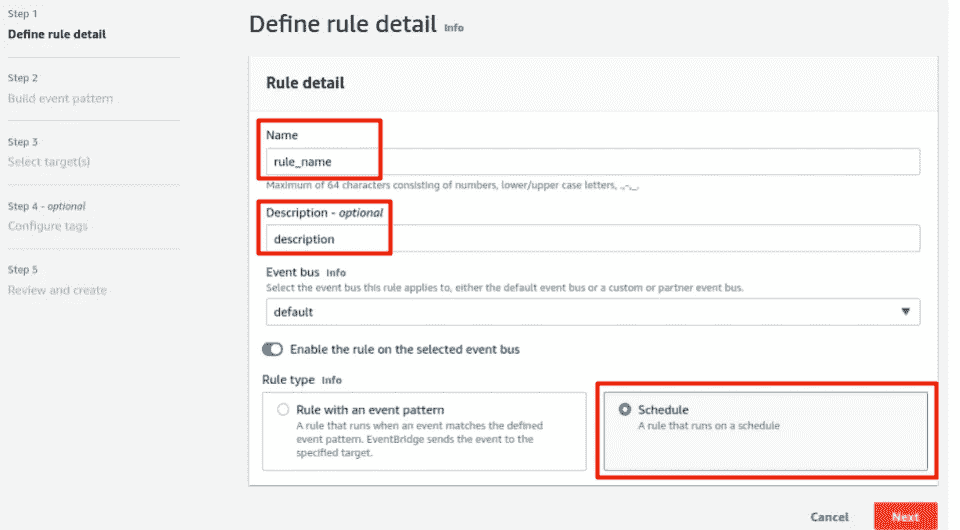 Step 1
Define rule detail
Step 2
Build event pattern
Step 3
Select target(s)
Step 4 - optional
Configure tags
Step 5
Review and create
Define rule detail Info
Rule detail
Name
rule_name
Maximum of 64 characters consisting of numbers, lower/upper case letters, .,-,_.
Description - optional
description
Event bus Info
Select the event bus this rule applies to, either the default event bus or a custom or partner event bus.
default
Enable the rule on the selected event bus
Rule type Info
Rule with an event pattern
A rule that runs when an event matches the defined
event pattern. EventBridge sends the event to the
specified target.
Schedule
A rule that runs on a schedule
Cancel
Next